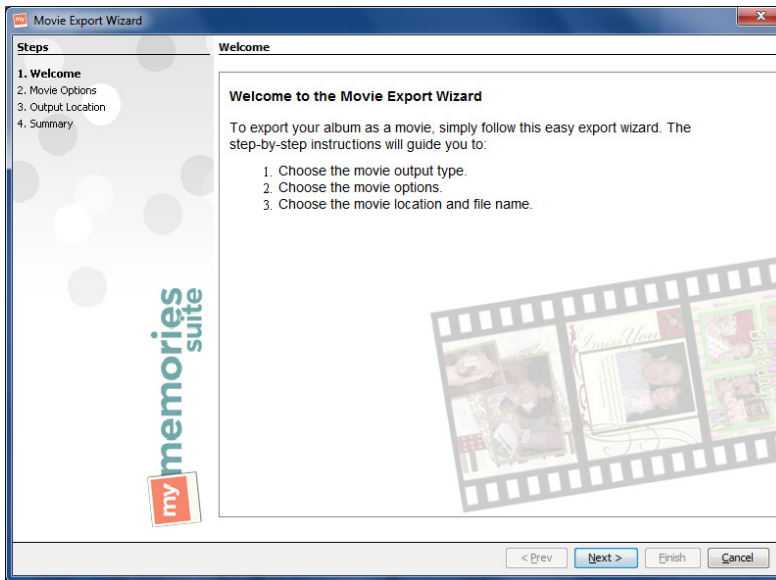 my Movie Export Wizard
Steps
1. Welcome
2. Movie Options
3. Output Location
4. Summary
my memories
suite
Welcome
Welcome to the Movie Export Wizard
To export your album as a movie, simply follow this easy export wizard. The
step-by-step instructions will guide you to:
1. Choose the movie output type.
2. Choose the movie options.
3. Choose the movie location and file name.
I miss You
< Prev Next > Finish Cancel